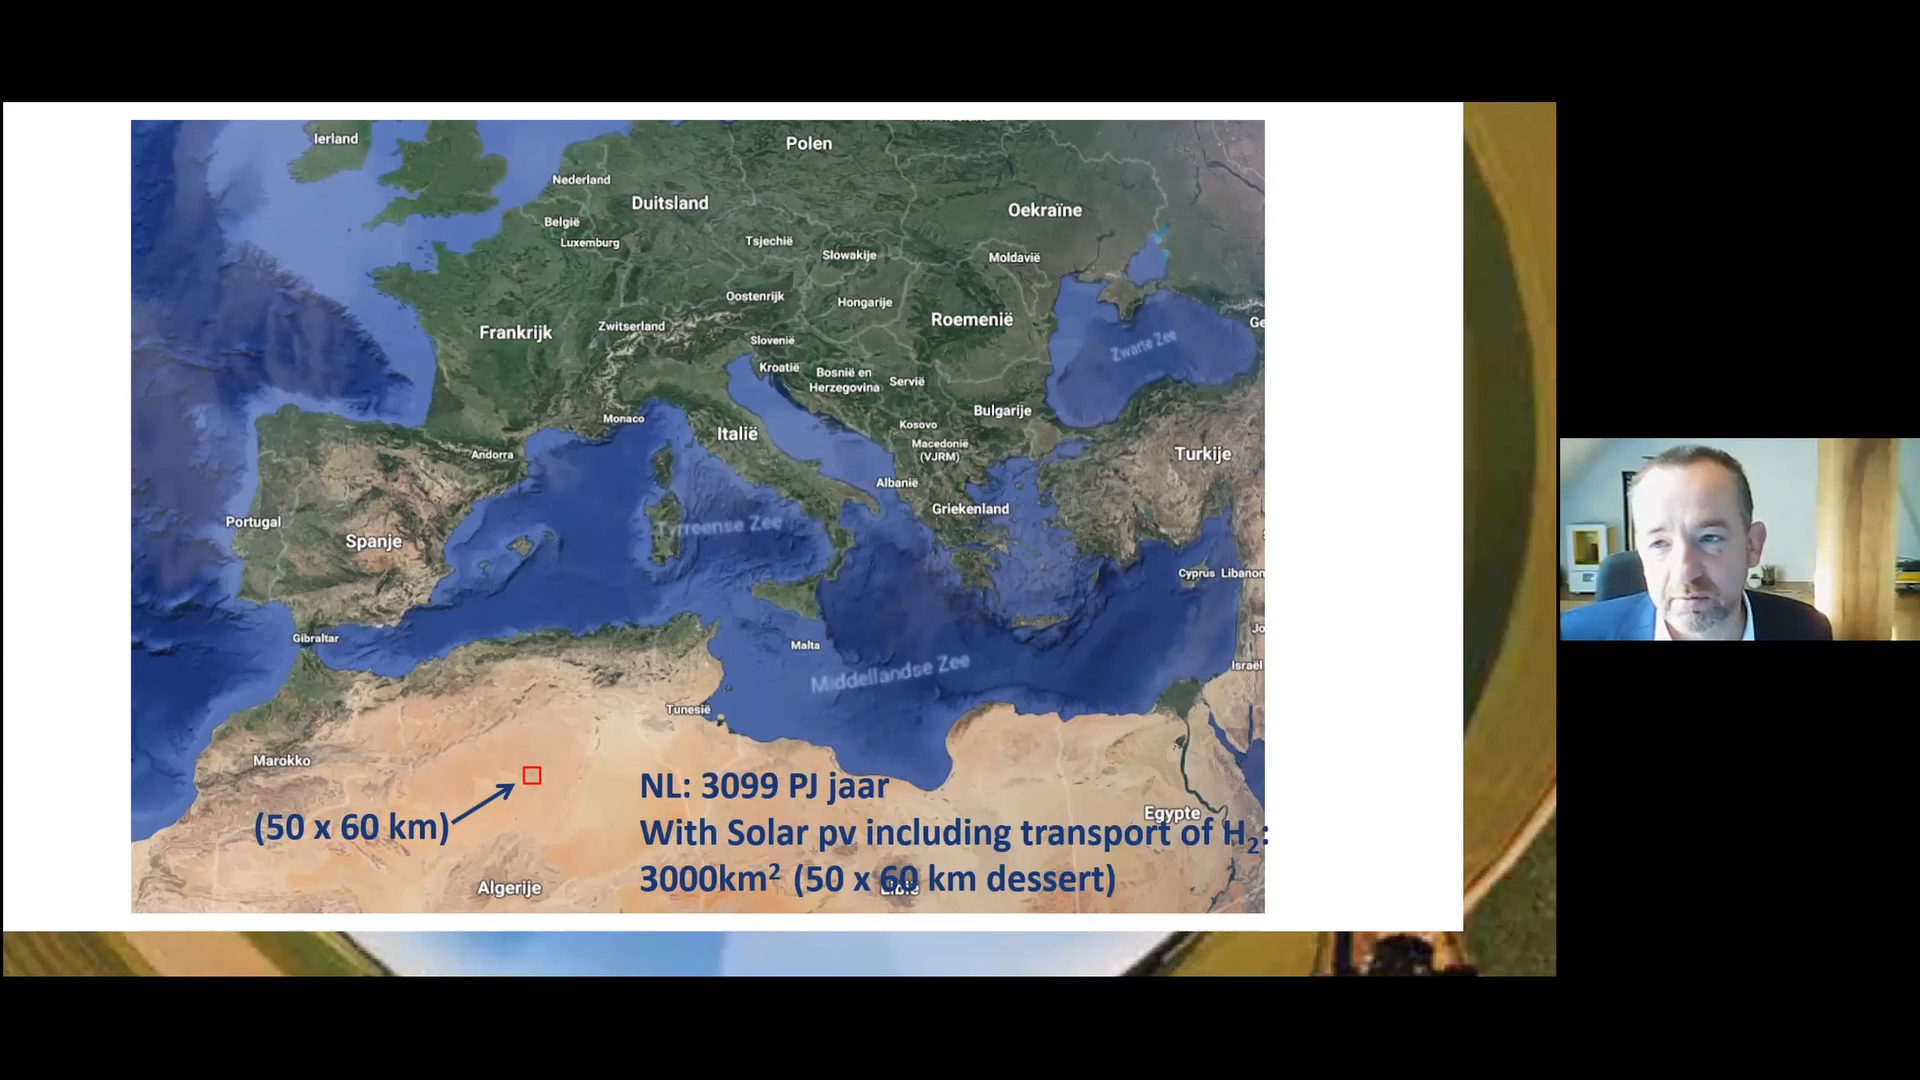 Ierland
Polen
Nederland
Duitsland
Oekraïne
België
Luxemburg
Tsjechië
Slowakije
Moldavië
Oostenrijk
Hongarije
Roemenië
Frankrijk
Zwitserland
Ge
Slovenië
Zwarte Zee
Kroatië
Bosnië en
Herzegovina
Servië
Bulgarije
Monaco
Italië
Kosovo
Macedonië
(VJRM)
Andorra
Turkije
Albanië
Griekenland
Portugal
Spanje
Tyrreense Zee
Cyprus
Libanon
Gibraltar
Malta
Jo
Israël
Middellandse Zee
Tunesië
Marokko
(50 x 60 km)
NL: 3099 PJ jaar
Egypte
With Solar pv including transport of H₂:
3000km² (50 x 60 km dessert)
Algerije
Libië